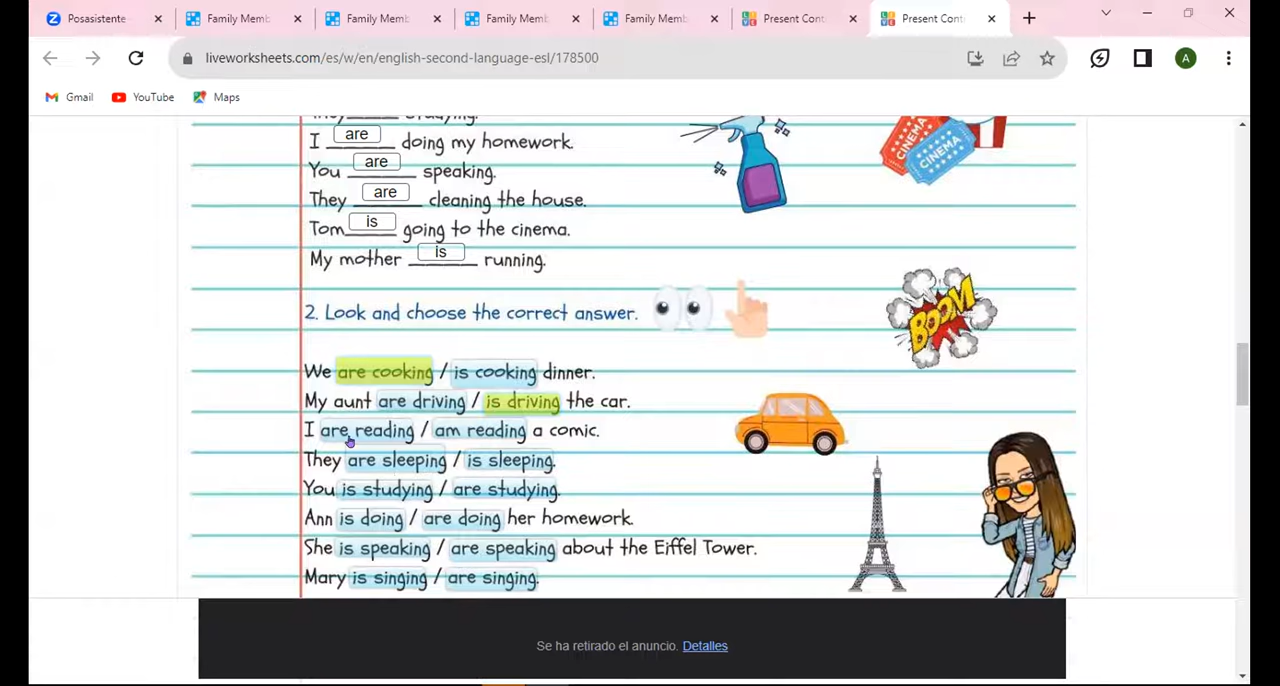 Posasistente
Family Memb
Family Memb
Family Memb
Family Memb
Present Cont
Present Cont
liveworksheets.com/es/w/en/english-second-language-esl/178500
A
Gmail
YouTube
Maps
They______ studying.
I are doing my homework.
You are speaking.
They are cleaning the house.
Tom is going to the cinema.
My mother is running.
CINEMA
CINEMA
2. Look and choose the correct answer.
BOOM
We are cooking / is cooking dinner.
My aunt are driving / is driving the car.
I are reading / am reading a comic.
They are sleeping / is sleeping.
You is studying / are studying.
Ann is doing / are doing her homework.
She is speaking / are speaking about the Eiffel Tower.
Mary is singing / are singing.
Se ha retirado el anuncio. Detalles